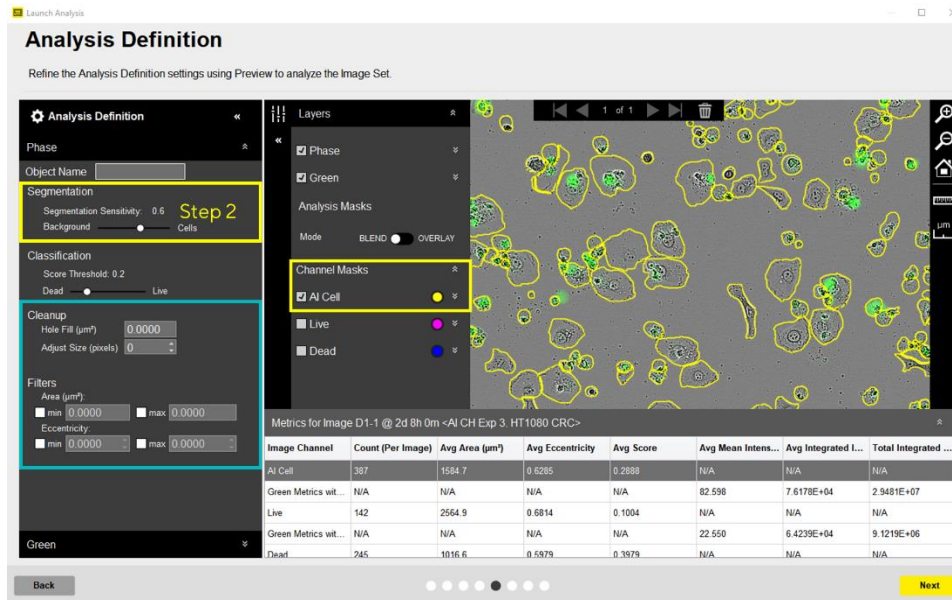 Launch Analysis
Analysis Definition
Refine the Analysis Definition settings using Preview to analyze the Image Set.
Analysis Definition «
Phase
Object Name
Segmentation
Segmentation Sensitivity: 0.6
Step 2
Background Cells
Classification
Score Threshold: 0.2
Dead Live
Cleanup
Hole Fill (µm²) 0.0000
Adjust Size (pixels) 0
Filters
Area (µm²):
min 0.0000 max 0.0000
Eccentricity:
min 0.0000 max 0.0000
Green
Layers
«
Phase
Green
Analysis Masks
Mode BLEND OVERLAY
Channel Masks
AI Cell
Live
Dead
1 of 1
µm
Metrics for Image D1-1 @ 2d 8h 0m <AI CH Exp 3. HT1080 CRC>
Image Channel Count (Per Image) Avg Area (µm²) Avg Eccentricity Avg Score Avg Mean Intens... Avg Integrated I... Total Integrated ...
AI Cell 387 1584.7 0.6285 0.2888 N/A N/A N/A
Green Metrics wit... N/A N/A N/A N/A 82.598 7.6178E+04 2.9481E+07
Live 142 2564.9 0.6814 0.1004 N/A N/A N/A
Green Metrics wit... N/A N/A N/A N/A 22.550 6.4239E+04 9.1219E+06
Dead 245 1016.6 0.5979 0.3979 N/A N/A N/A
Back
Next